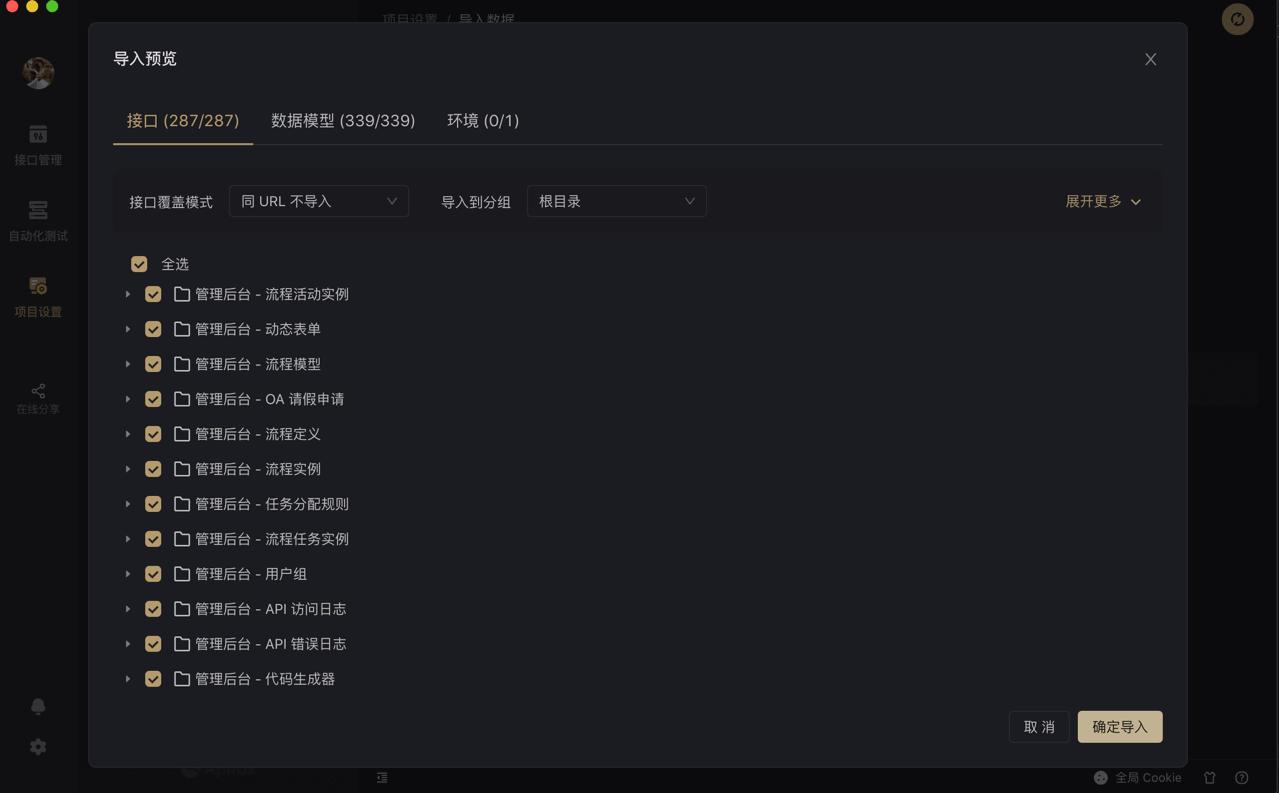 项目设置 / 导入数据
导入预览
接口 (287/287) 数据模型 (339/339) 环境 (0/1)
接口管理
接口覆盖模式 同 URL 不导入 导入到分组 根目录 展开更多
自动化测试
全选
管理后台 - 流程活动实例
项目设置
管理后台 - 动态表单
管理后台 - 流程模型
管理后台 - OA 请假申请
在线分享
管理后台 - 流程定义
管理后台 - 流程实例
管理后台 - 任务分配规则
管理后台 - 流程任务实例
管理后台 - 用户组
管理后台 - API 访问日志
管理后台 - API 错误日志
管理后台 - 代码生成器
取 消 确定导入
全局 Cookie